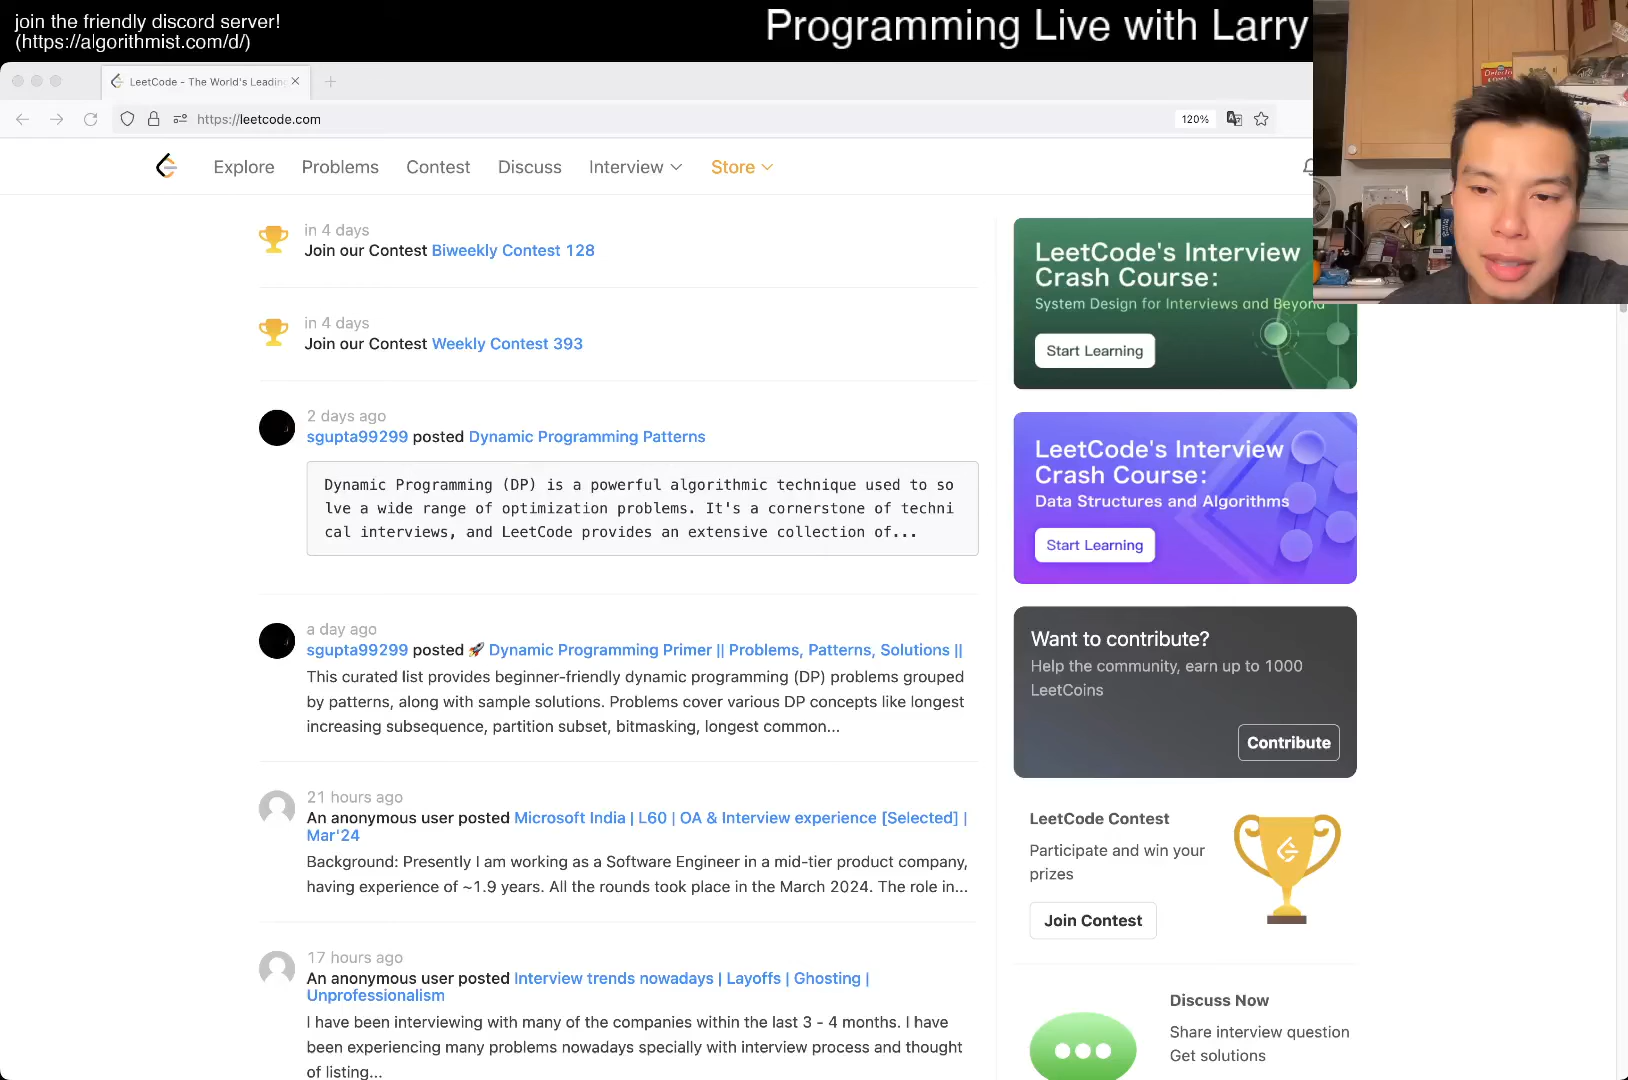 join the friendly discord server!
(https://algorithmist.com/d/)
Programming Live with Larry
LeetCode - The World's Leadin
https://leetcode.com
120%
Explore
Problems
Contest
Discuss
Interview
Store
in 4 days
Join our Contest Biweekly Contest 128
in 4 days
Join our Contest Weekly Contest 393
2 days ago
sgupta99299 posted Dynamic Programming Patterns
Dynamic Programming (DP) is a powerful algorithmic technique used to so
lve a wide range of optimization problems. It's a cornerstone of techni
cal interviews, and LeetCode provides an extensive collection of...
a day ago
sgupta99299 posted 🚀 Dynamic Programming Primer || Problems, Patterns, Solutions ||
This curated list provides beginner-friendly dynamic programming (DP) problems grouped
by patterns, along with sample solutions. Problems cover various DP concepts like longest
increasing subsequence, partition subset, bitmasking, longest common...
21 hours ago
An anonymous user posted Microsoft India | L60 | OA & Interview experience [Selected] |
Mar'24
Background: Presently I am working as a Software Engineer in a mid-tier product company,
having experience of ~1.9 years. All the rounds took place in the March 2024. The role in...
17 hours ago
An anonymous user posted Interview trends nowadays | Layoffs | Ghosting |
Unprofessionalism
I have been interviewing with many of the companies within the last 3 - 4 months. I have
been experiencing many problems nowadays specially with interview process and thought
of listing...
LeetCode's Interview
Crash Course:
System Design for Interviews and Beyond
Start Learning
LeetCode's Interview
Crash Course:
Data Structures and Algorithms
Start Learning
Want to contribute?
Help the community, earn up to 1000
LeetCoins
Contribute
LeetCode Contest
Participate and win your
prizes
Join Contest
Discuss Now
Share interview question
Get solutions